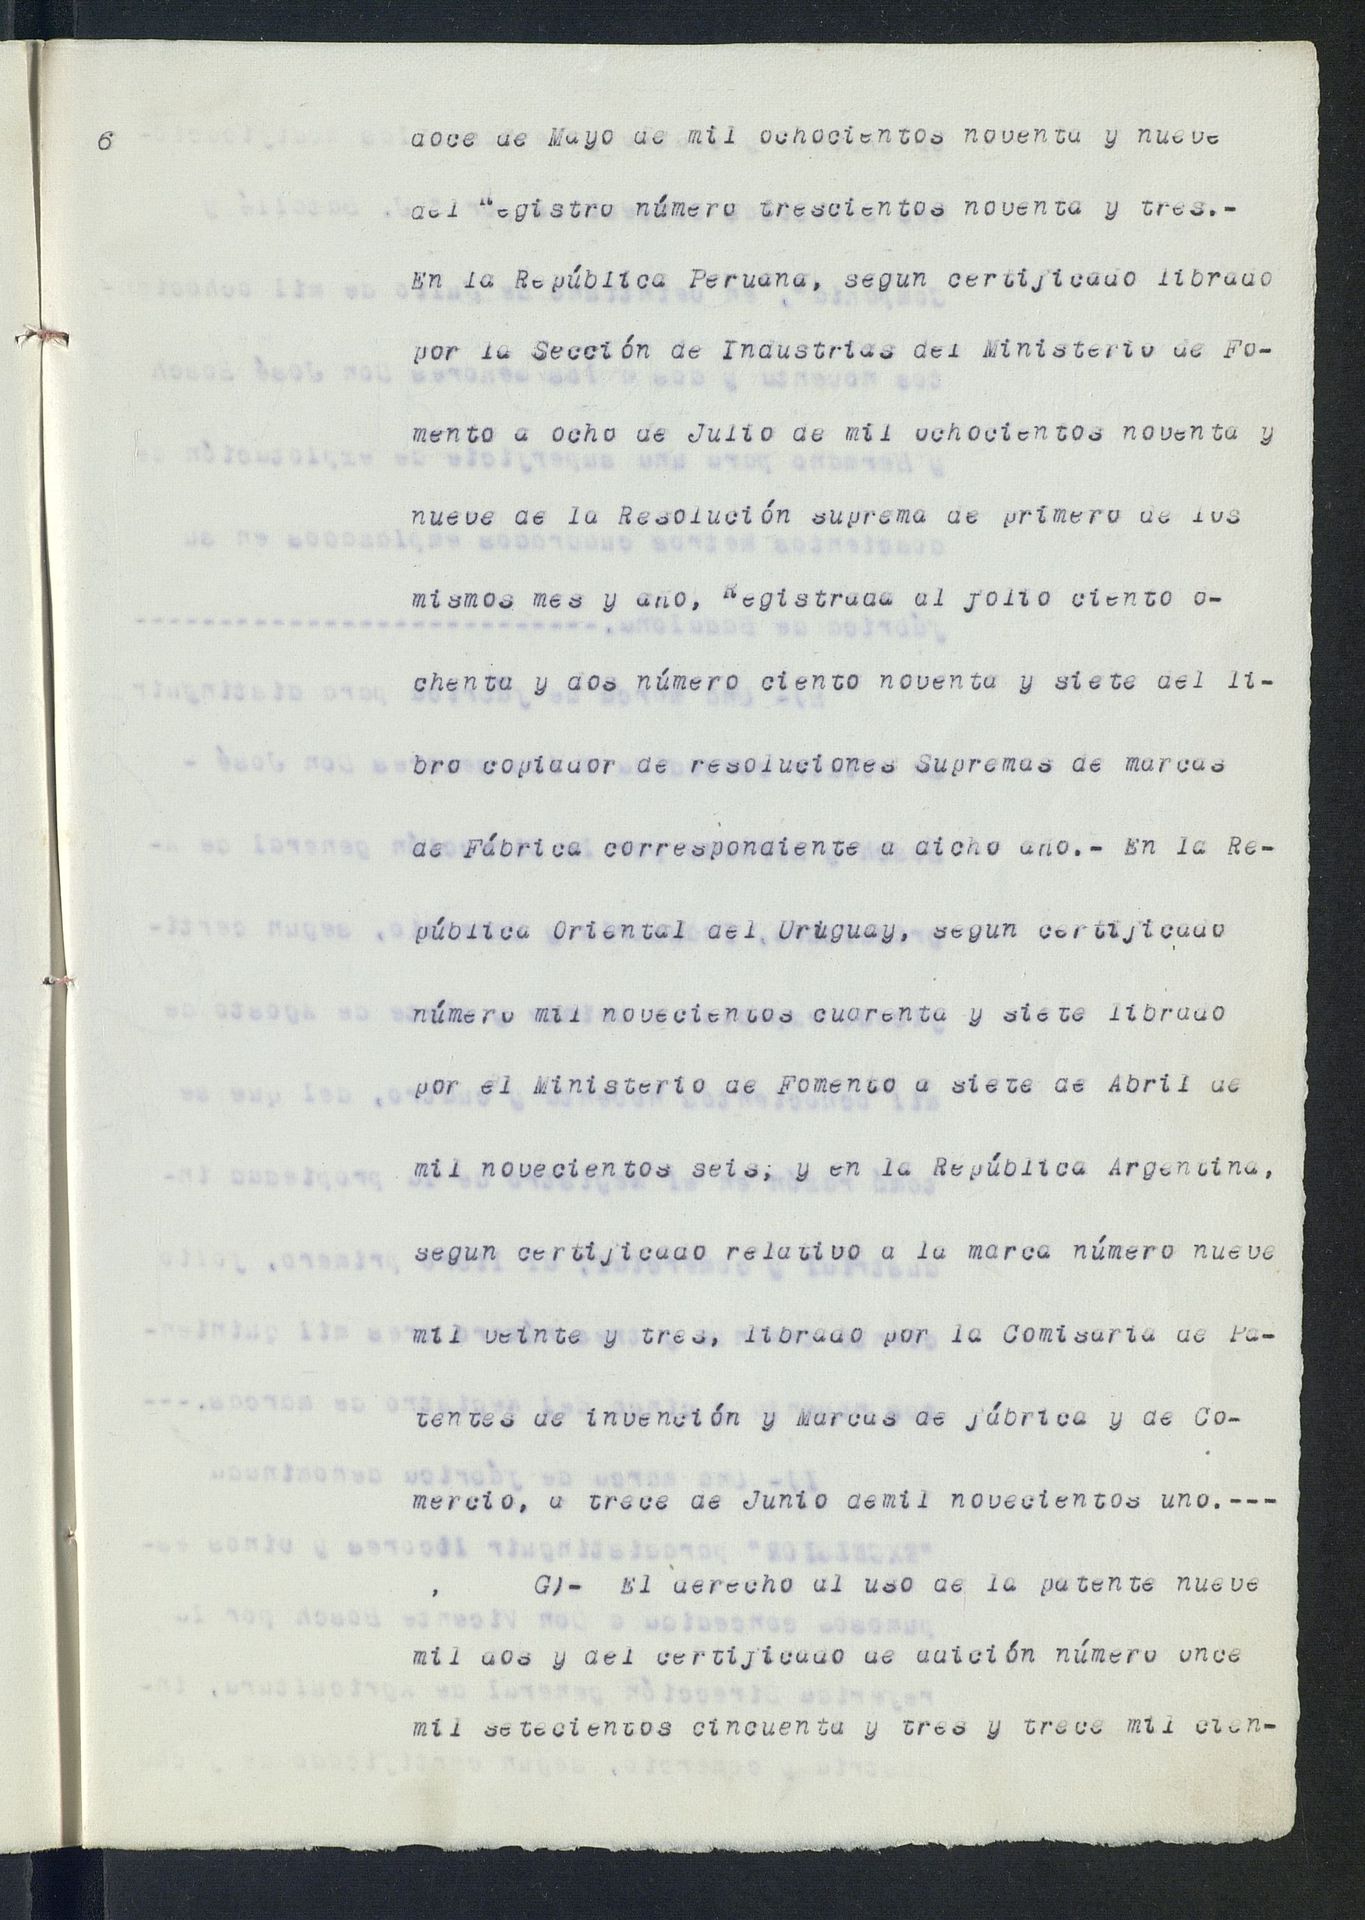 6
doce de Mayo de mil ochocientos noventa y nueve
del Registro número trescientos noventa y tres.-
En la República Peruana, segun certificado librado
por la Sección de Industrias del Ministerio de Fo-
mento a ocho de Julio de mil ochocientos noventa y
nueve de la Resolución suprema de primero de los
mismos mes y año, Registrada al folio ciento o-
chenta y dos número ciento noventa y siete del li-
bro copiador de resoluciones Supremas de marcas
de Fábrica correspondiente a dicho año.- En la Re-
pública Oriental del Uruguay, segun certificado
número mil novecientos cuarenta y siete librado
por el Ministerio de Fomento a siete de Abril de
mil novecientos seis; y en la República Argentina,
segun certificado relativo a la marca número nueve
mil veinte y tres, librado por la Comisaria de Pa-
tentes de invención y Marcas de fábrica y de Co-
mercio, a trece de Junio demil novecientos uno.---
G)- El derecho al uso de la patente nueve
mil dos y del certificado de adición número once
mil setecientos cincuenta y tres y trece mil cien-